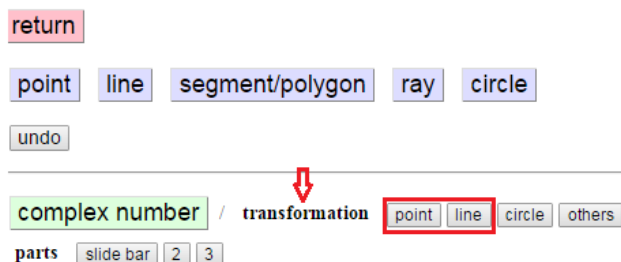 return
point line segment/polygon ray circle
undo
complex number / transformation point line circle others
parts slide bar 2 3